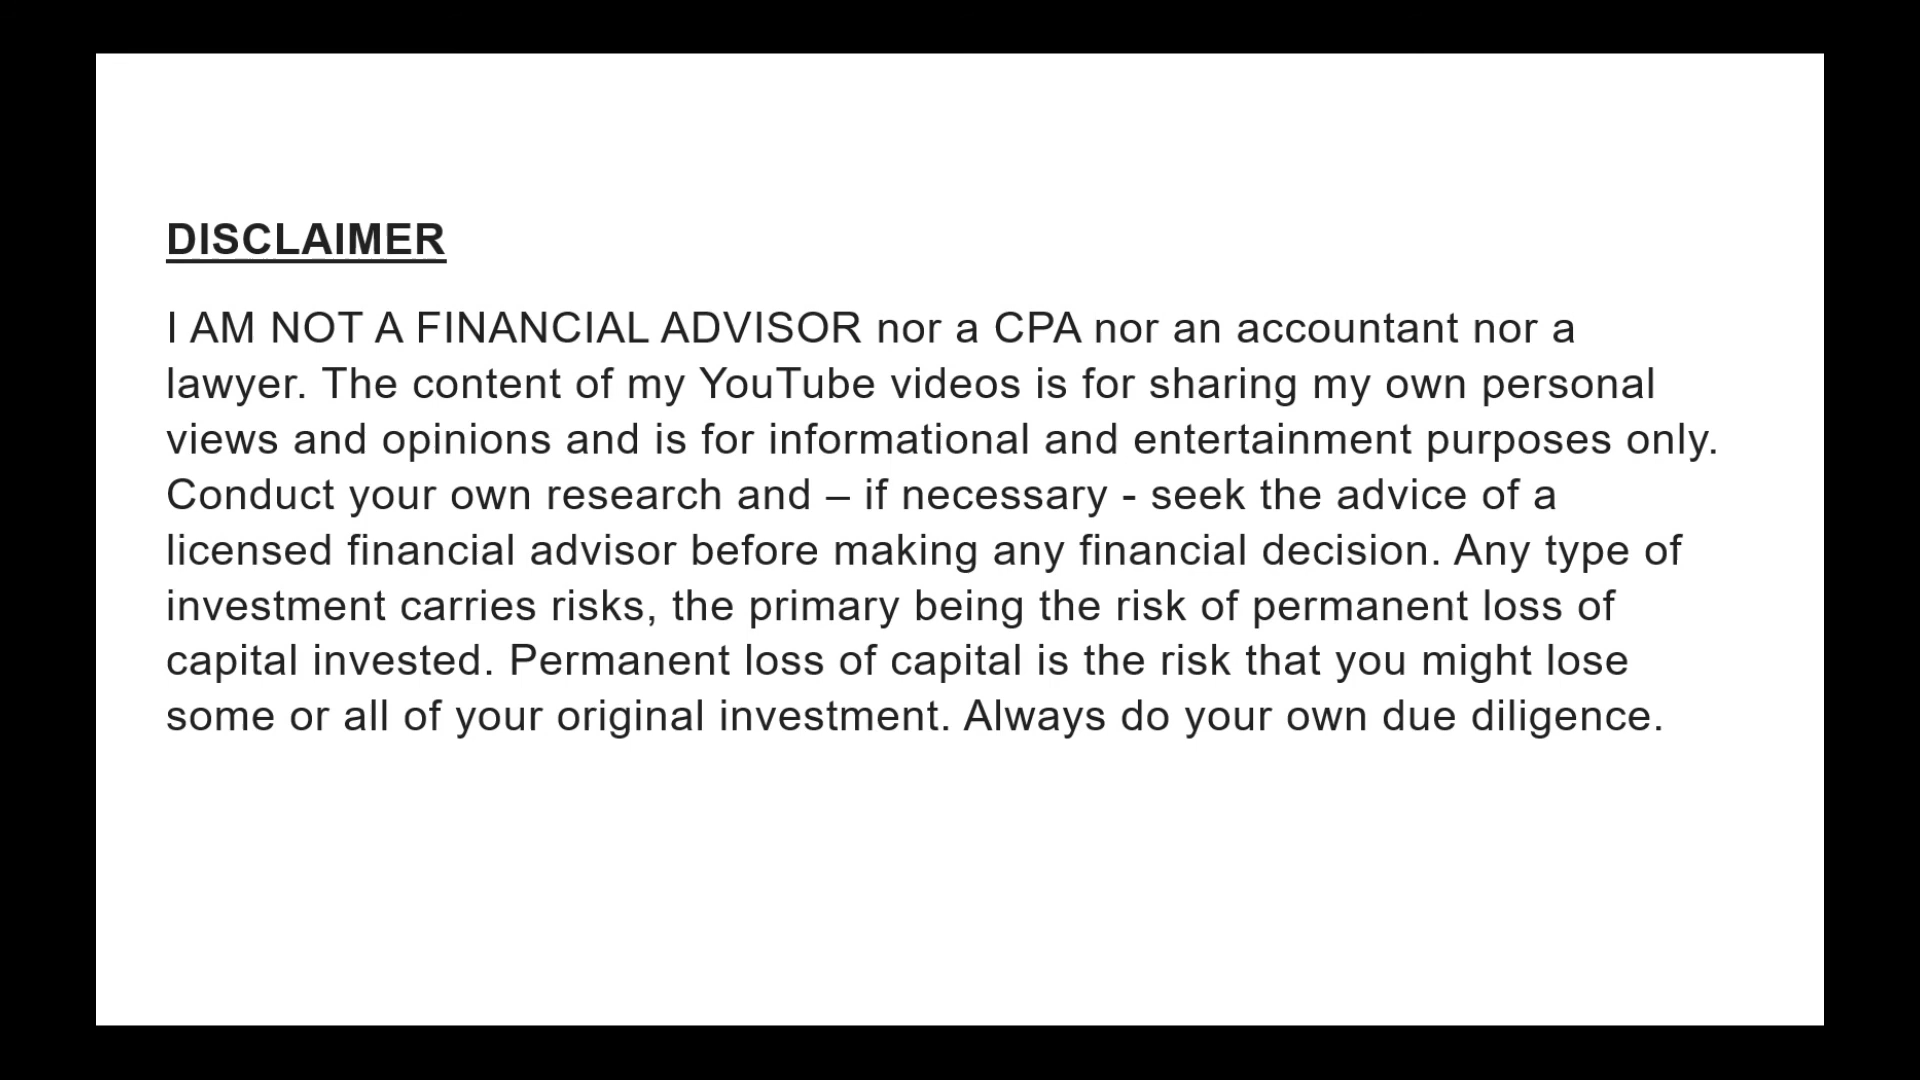 DISCLAIMER
I AM NOT A FINANCIAL ADVISOR nor a CPA nor an accountant nor a
lawyer. The content of my YouTube videos is for sharing my own personal
views and opinions and is for informational and entertainment purposes only.
Conduct your own research and – if necessary - seek the advice of a
licensed financial advisor before making any financial decision. Any type of
investment carries risks, the primary being the risk of permanent loss of
capital invested. Permanent loss of capital is the risk that you might lose
some or all of your original investment. Always do your own due diligence.